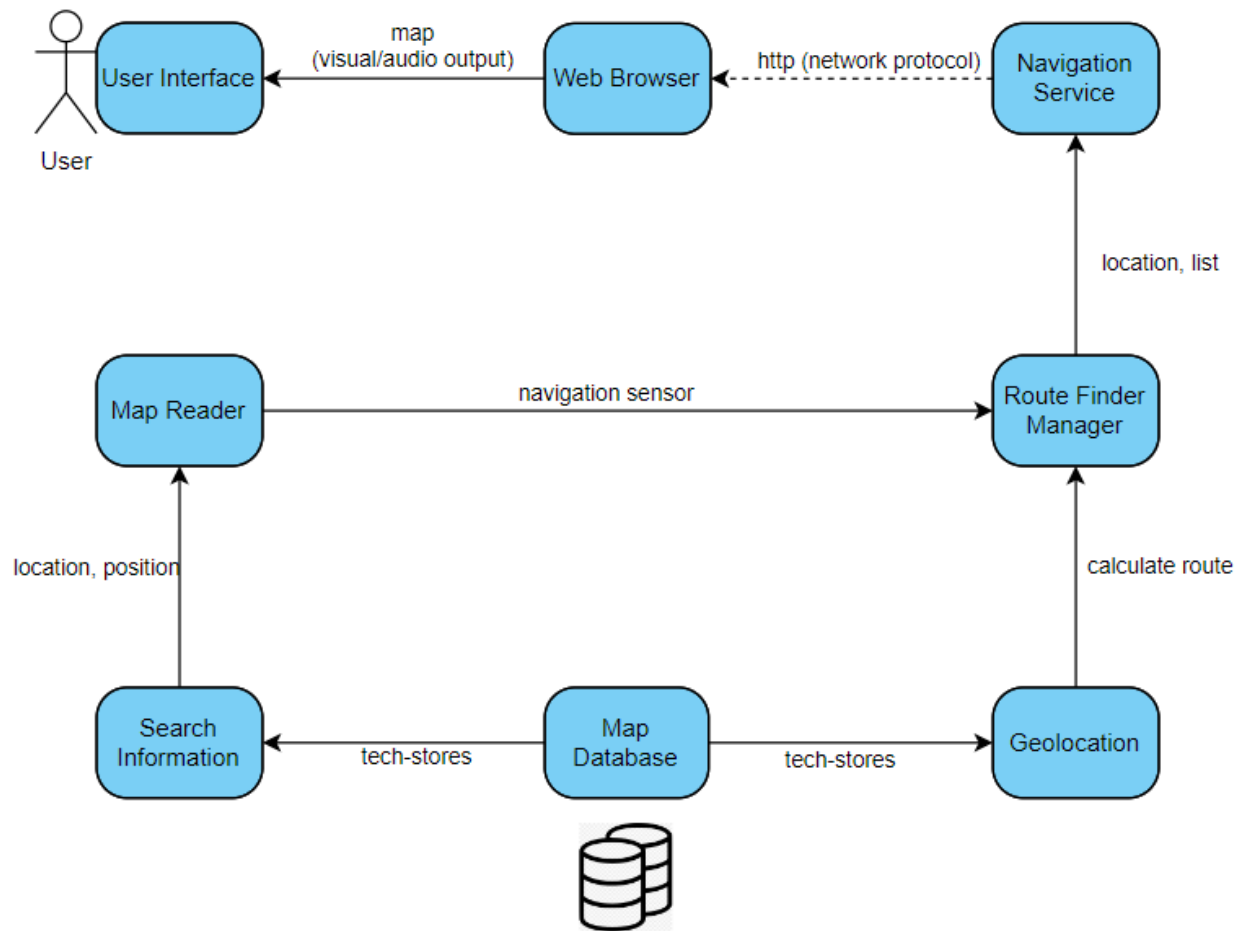 map
(visual/audio output)
User Interface
Web Browser
http (network protocol)
Navigation
Service
User
location, list
Map Reader
navigation sensor
Route Finder
Manager
location, position
calculate route
Search
Information
tech-stores
Map
Database
tech-stores
Geolocation